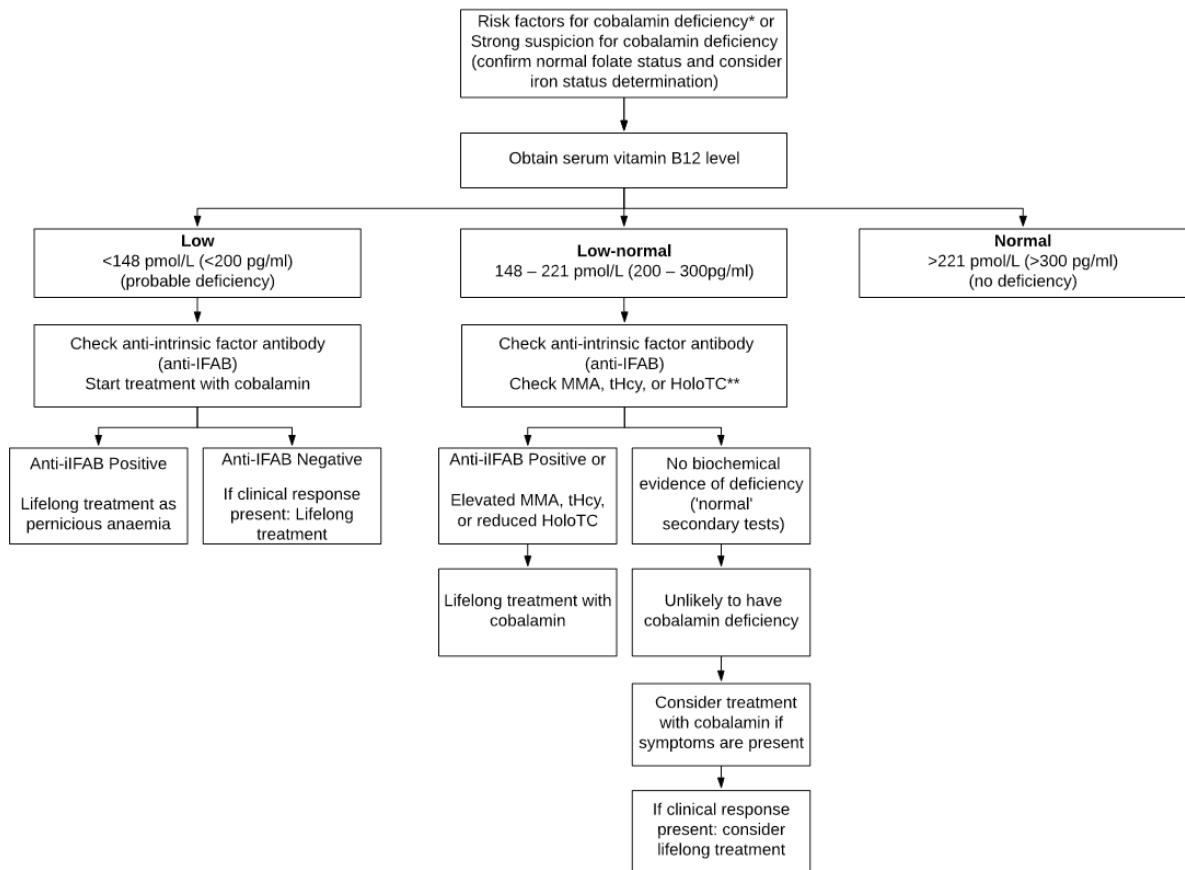 Risk factors for cobalamin deficiency* or
Strong suspicion for cobalamin deficiency
(confirm normal folate status and consider
iron status determination)
Obtain serum vitamin B12 level
Low
<148 pmol/L (<200 pg/ml)
(probable deficiency)
Low-normal
148 – 221 pmol/L (200 – 300pg/ml)
Normal
>221 pmol/L (>300 pg/ml)
(no deficiency)
Check anti-intrinsic factor antibody
(anti-IFAB)
Start treatment with cobalamin
Check anti-intrinsic factor antibody
(anti-IFAB)
Check MMA, tHcy, or HoloTC**
Anti-iIFAB Positive
Lifelong treatment as
pernicious anaemia
Anti-IFAB Negative
If clinical response
present: Lifelong
treatment
Anti-iIFAB Positive or
Elevated MMA, tHcy,
or reduced HoloTC
No biochemical
evidence of deficiency
('normal'
secondary tests)
Lifelong treatment with
cobalamin
Unlikely to have
cobalamin deficiency
Consider treatment
with cobalamin if
symptoms are present
If clinical response
present: consider
lifelong treatment